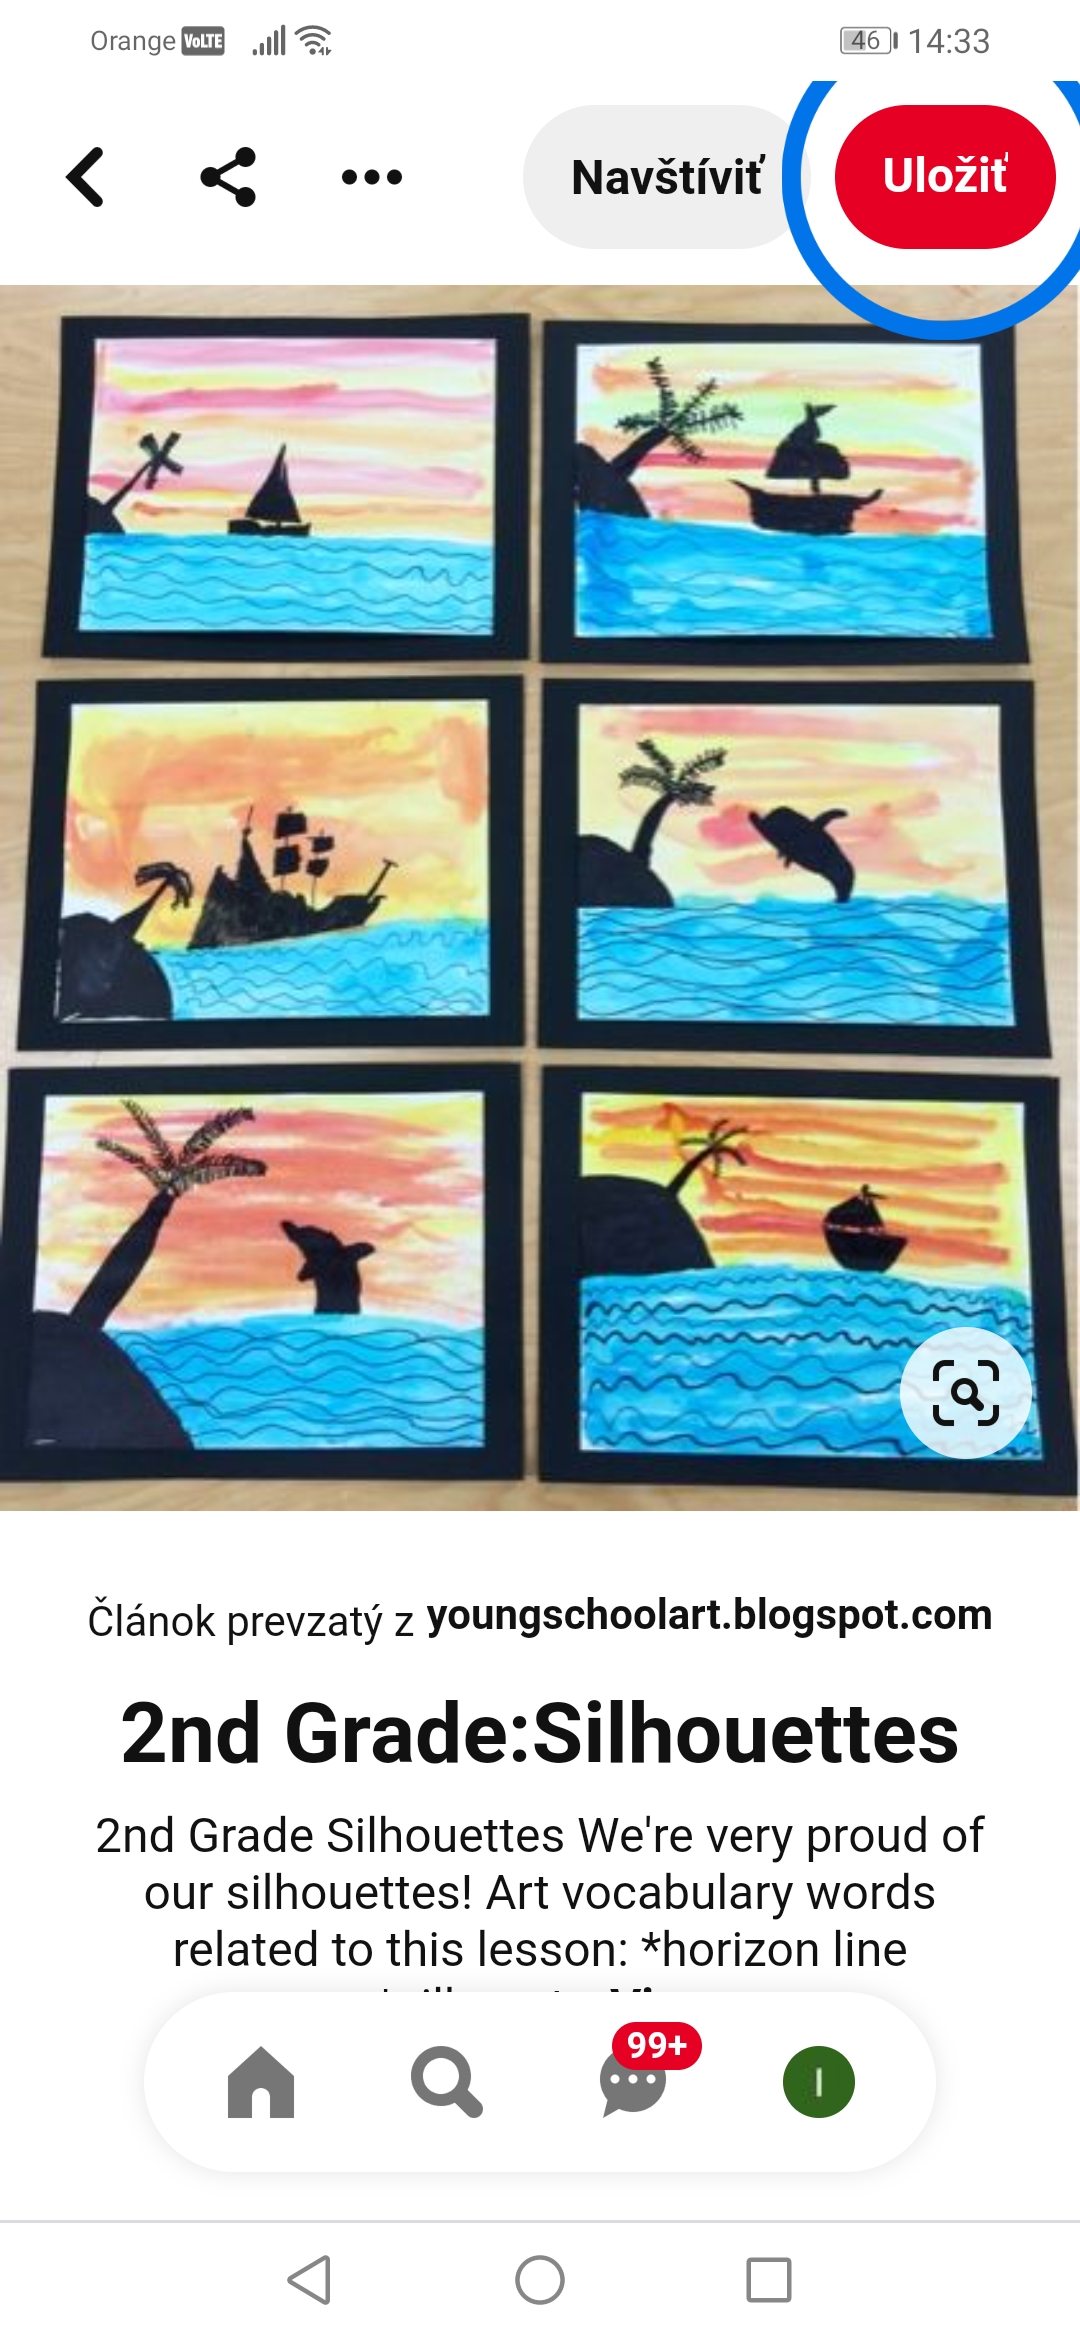 Orange VoLTE 46 14:33
Navštíviť Uložiť
Článok prevzatý z youngschoolart.blogspot.com
2nd Grade:Silhouettes
2nd Grade Silhouettes We're very proud of
our silhouettes! Art vocabulary words
related to this lesson: *horizon line
99+
I